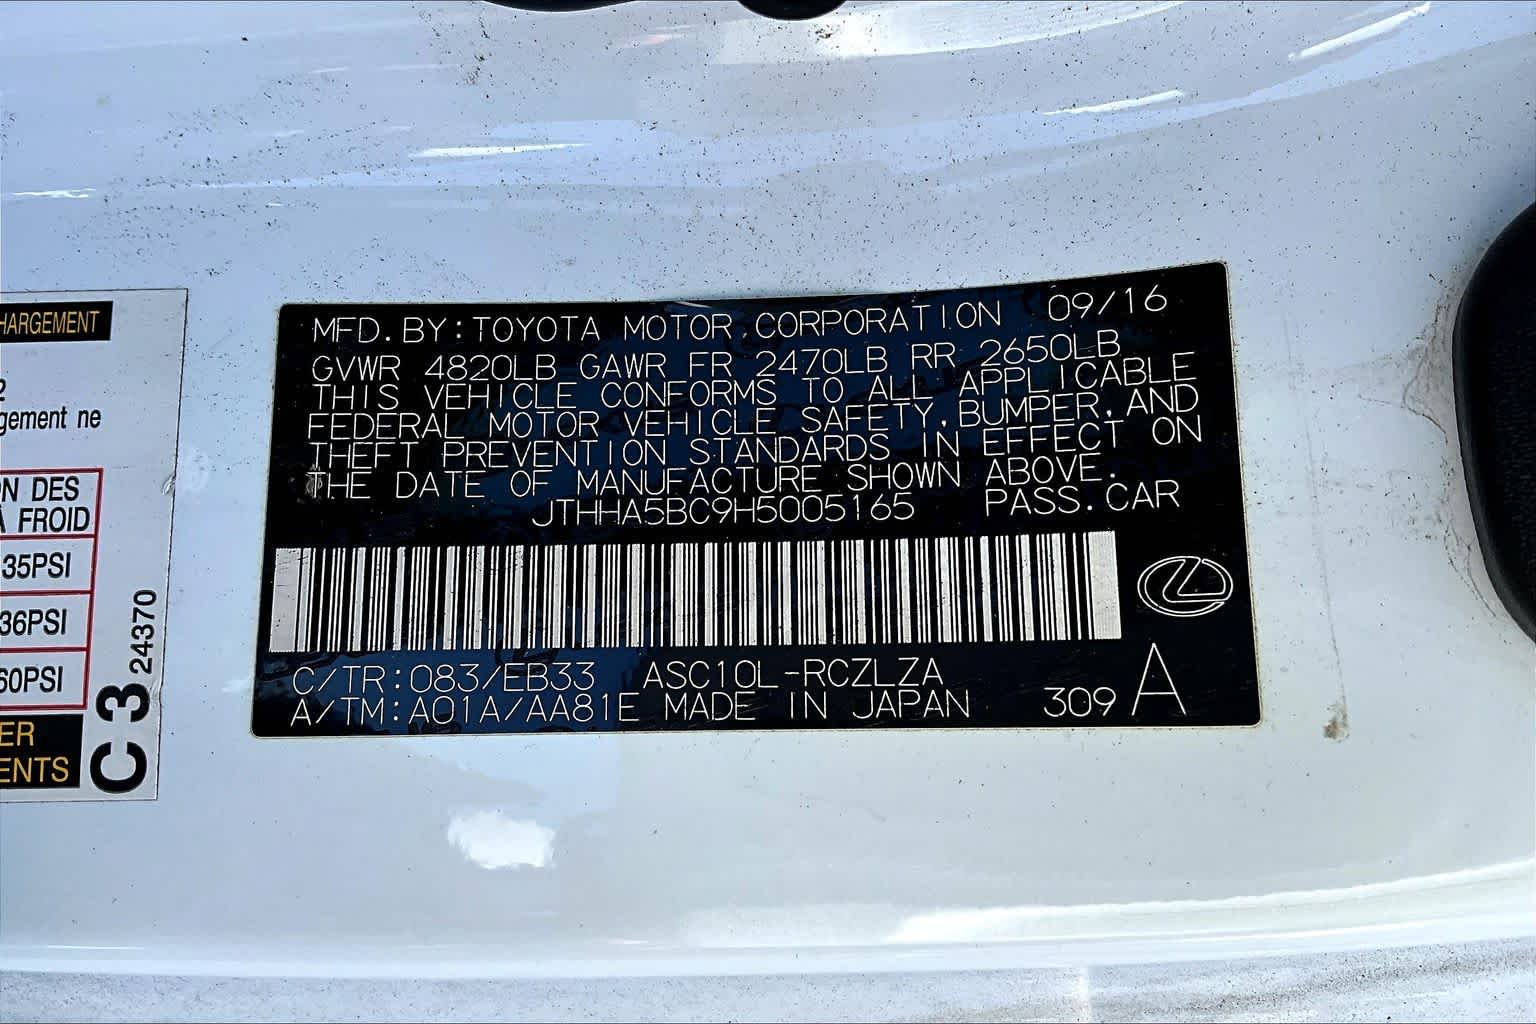 HARGEMENT
gement ne
N DES
À FROID
35PSI
36PSI
60PSI
ER
ENTS
C3 24370
MFD. BY: TOYOTA MOTOR CORPORATION 09/16
GVWR 4820LB GAWR FR 2470LB RR 2650LB
THIS VEHICLE CONFORMS TO ALL APPLICABLE
FEDERAL MOTOR VEHICLE SAFETY, BUMPER, AND
THEFT PREVENTION STANDARDS IN EFFECT ON
THE DATE OF MANUFACTURE SHOWN ABOVE.
JTHHA5BC9H5005165 PASS. CAR
C/TR: 083/EB33 ASC10L-RCZLZA
A/TM: A01A/AA81E MADE IN JAPAN 309 A